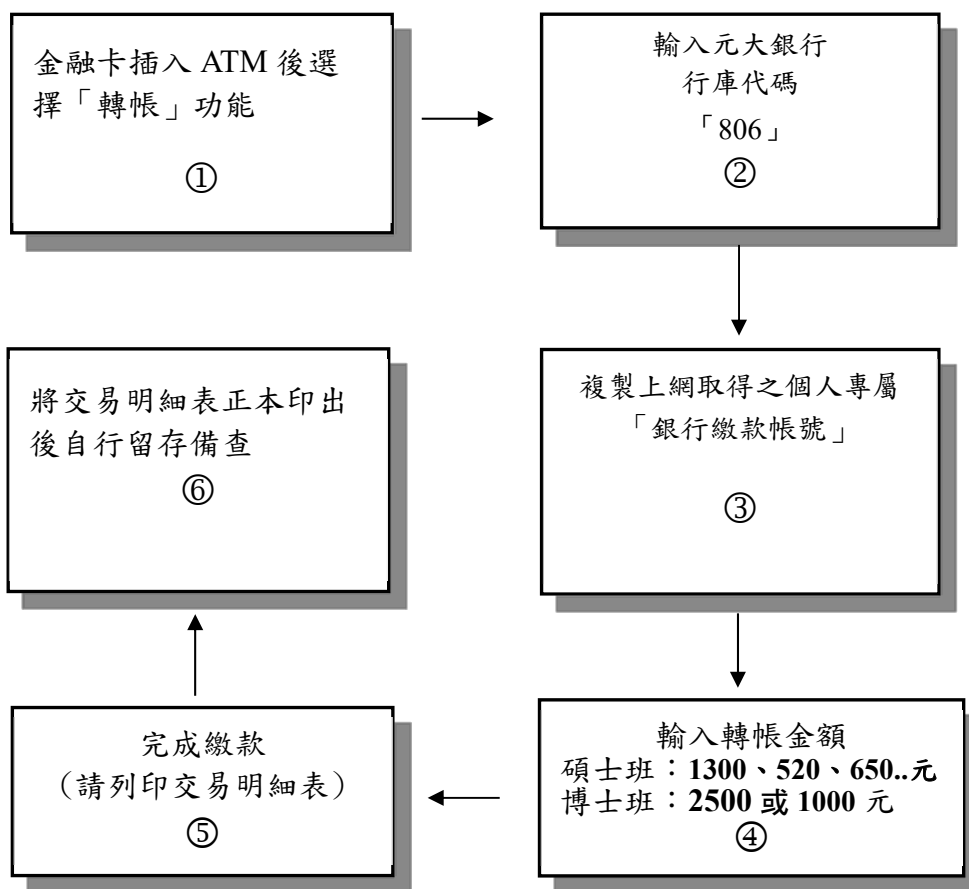 金融卡插入 ATM 後選
擇「轉帳」功能
①
輸入元大銀行
行庫代碼
「806」
②
複製上網取得之個人專屬
「銀行繳款帳號」
③
輸入轉帳金額
碩士班：1300、520、650..元
博士班：2500 或 1000 元
④
完成繳款
（請列印交易明細表）
⑤
將交易明細表正本印出
後自行留存備查
⑥